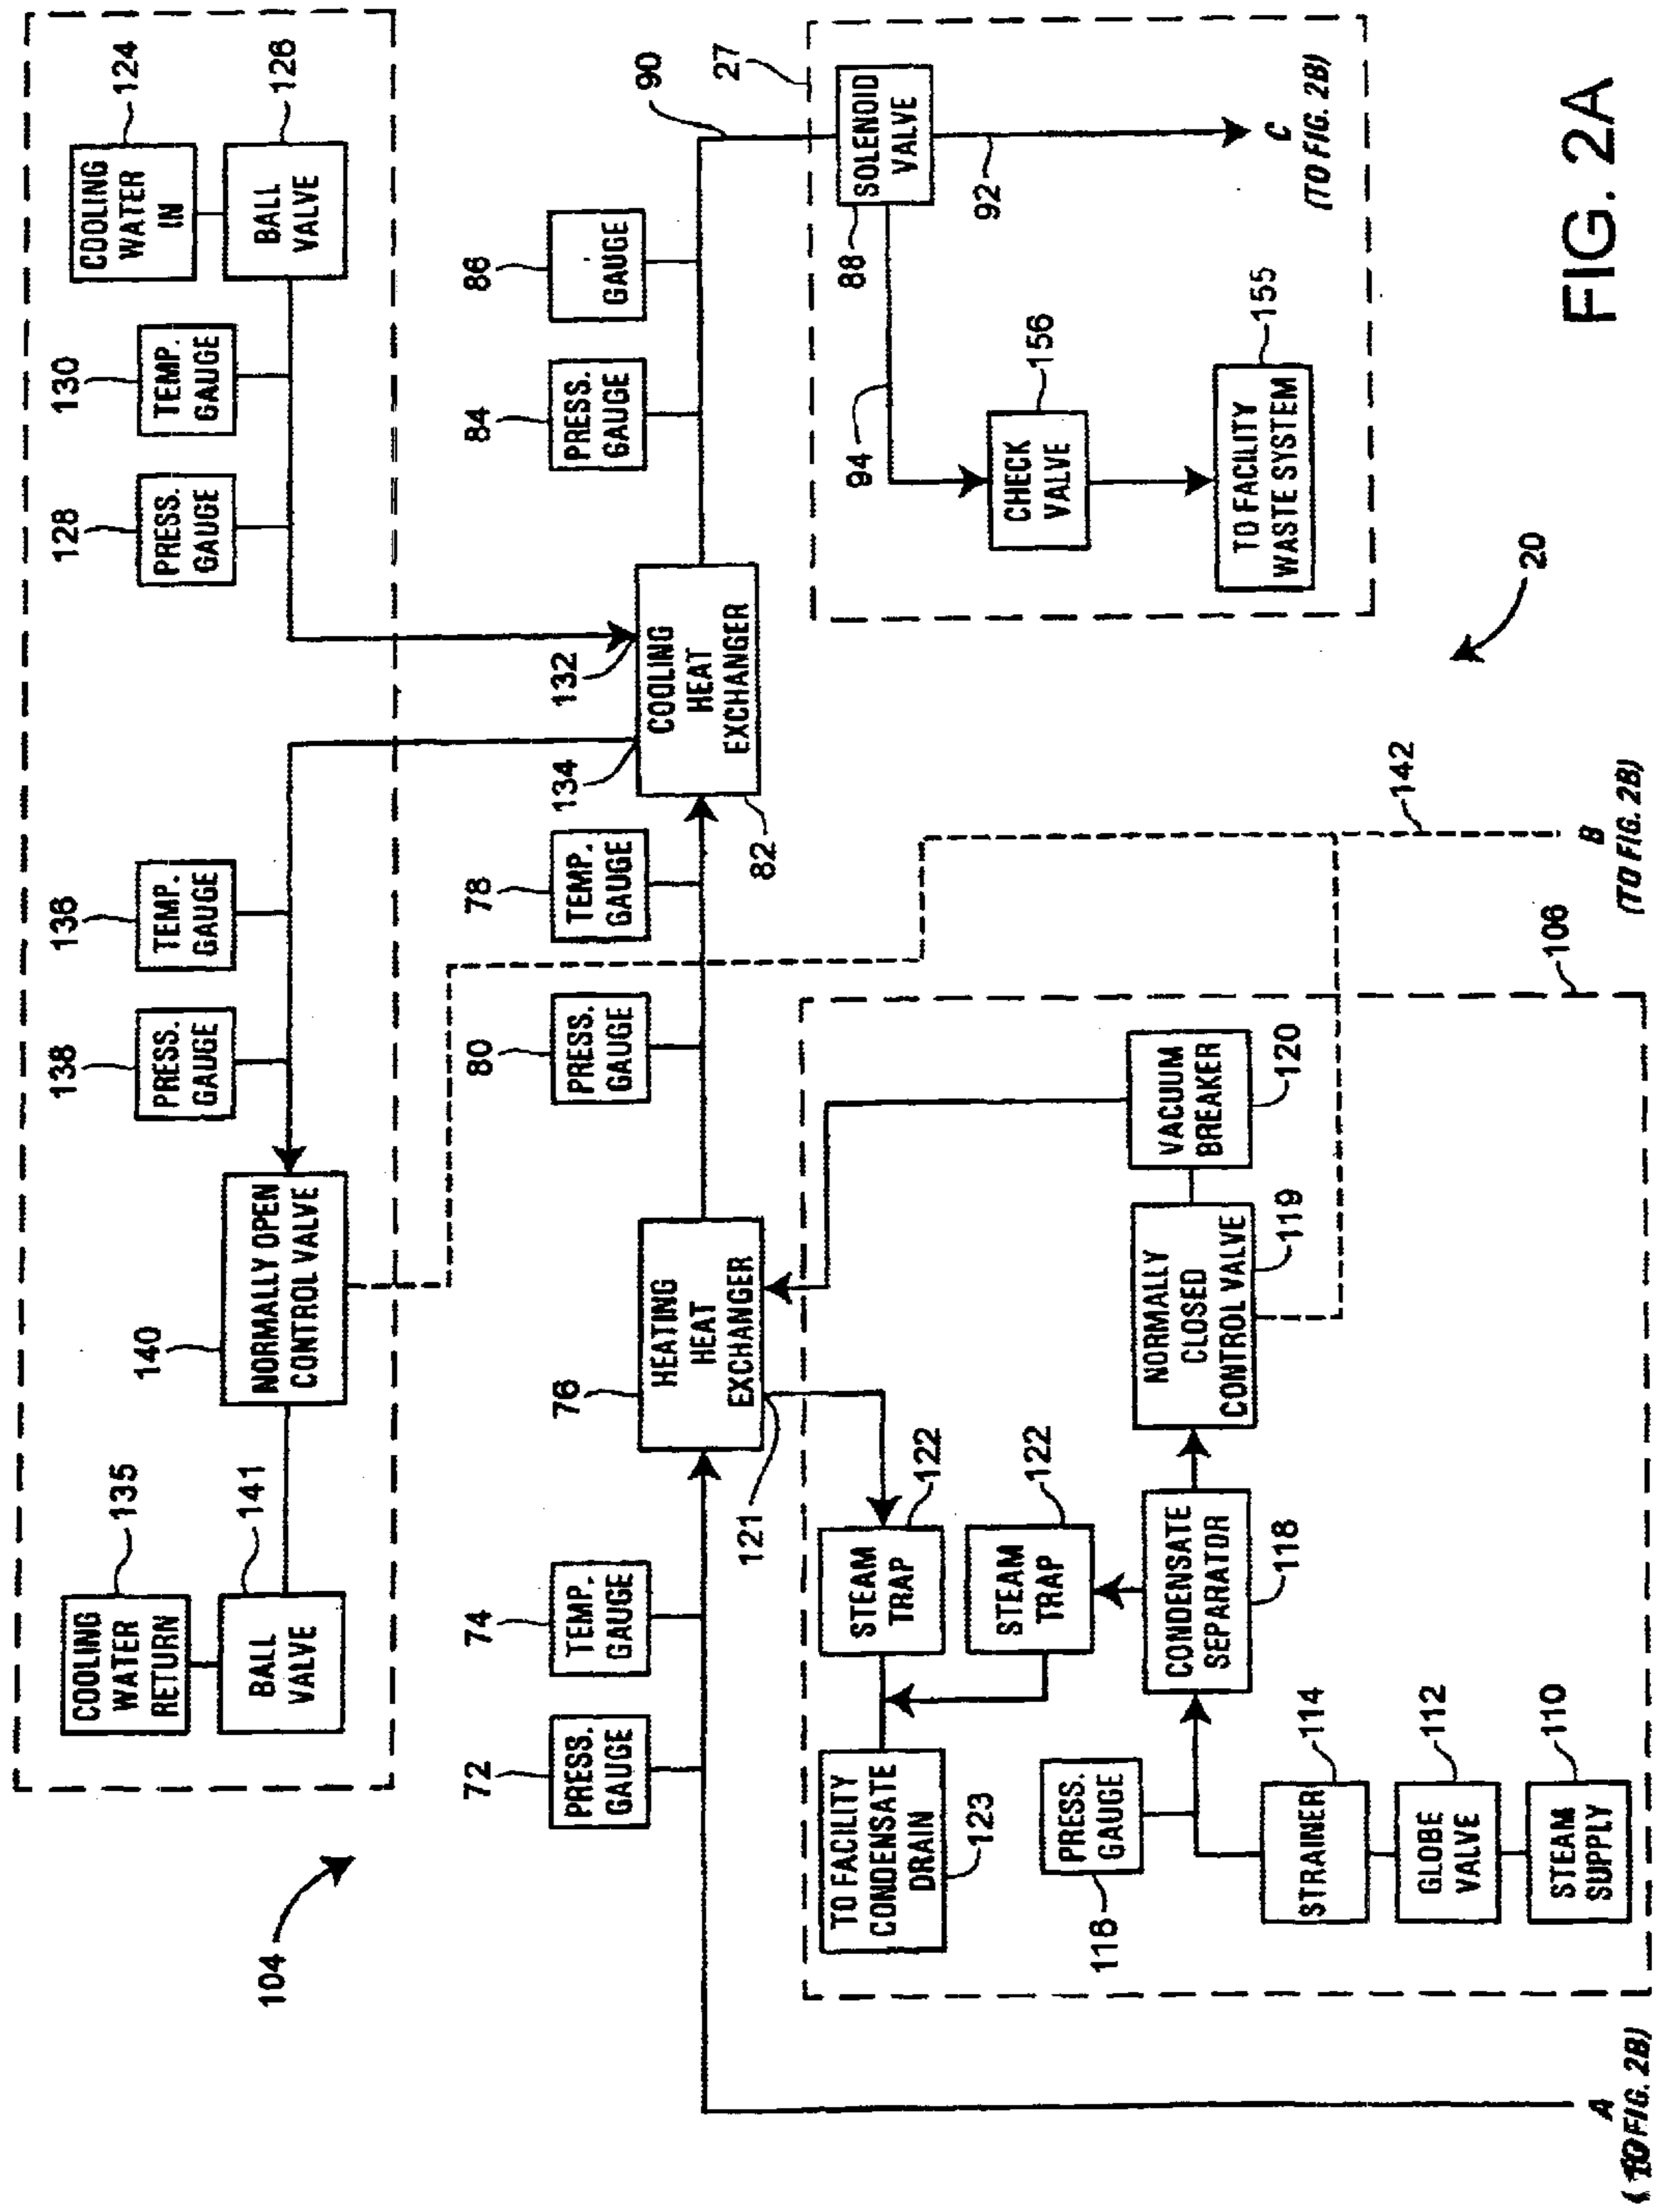 104
COOLING
WATER
RETURN
135
BALL
VALVE
141
140
NORMALLY OPEN
CONTROL VALVE
138
PRESS.
GAUGE
136
TEMP.
GAUGE
128
PRESS.
GAUGE
130
TEMP.
GAUGE
COOLING
WATER
IN
124
BALL
VALVE
126
72
PRESS.
GAUGE
74
TEMP.
GAUGE
76
HEATING
HEAT
EXCHANGER
80
PRESS.
GAUGE
78
TEMP.
GAUGE
134
132
COOLING
HEAT
EXCHANGER
82
84
PRESS.
GAUGE
86
GAUGE
90
121
TO FACILITY
CONDENSATE
DRAIN
123
STEAM
TRAP
122
STEAM
TRAP
122
116
PRESS.
GAUGE
CONDENSATE
SEPARATOR
118
NORMALLY
CLOSED
CONTROL VALVE
119
VACUUM
BREAKER
120
STRAINER
114
GLOBE
VALVE
112
STEAM
SUPPLY
110
106
142
27
SOLENOID
VALVE
88
92
94
CHECK
VALVE
156
TO FACILITY
WASTE SYSTEM
155
C
(TO FIG. 2B)
20
A
(TO FIG. 2B)
B
(TO FIG. 2B)
FIG. 2A